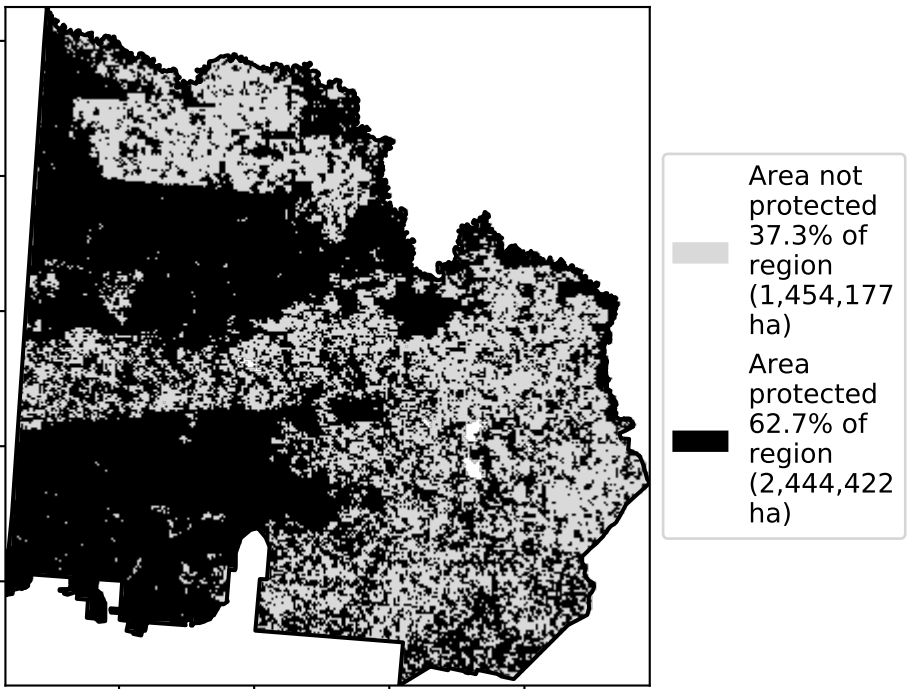 Area not
protected
37.3% of
region
(1,454,177
ha)
Area
protected
62.7% of
region
(2,444,422
ha)